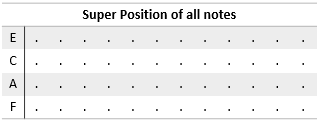 Super Position of all notes
E . . . . . . . . . . . .
C . . . . . . . . . . . .
A . . . . . . . . . . . .
F . . . . . . . . . . . .